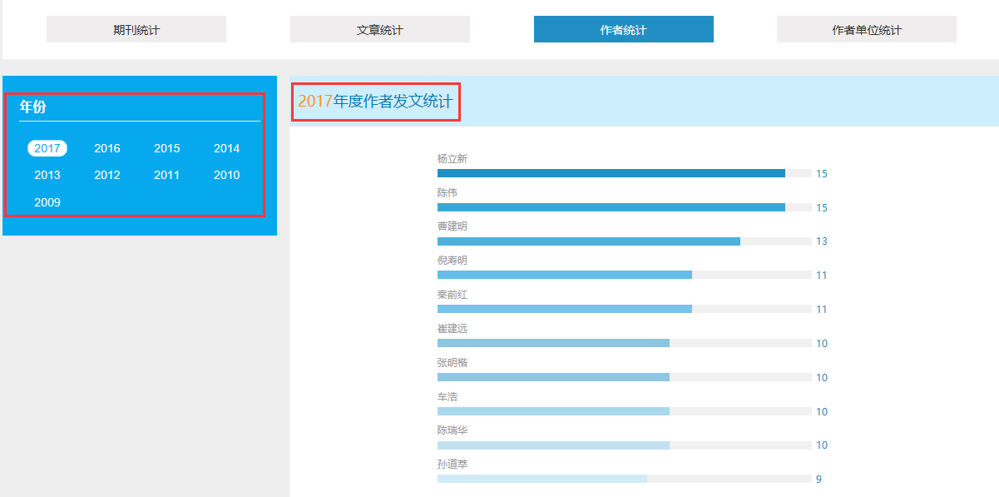 期刊统计
文章统计
作者统计
作者单位统计
年份
2017 2016 2015 2014
2013 2012 2011 2010
2009
2017年度作者发文统计
杨立新
15
陈伟
15
曹建明
13
倪寿明
11
秦前红
11
崔建远
10
张明楷
10
车浩
10
陈瑞华
10
孙道萃
9